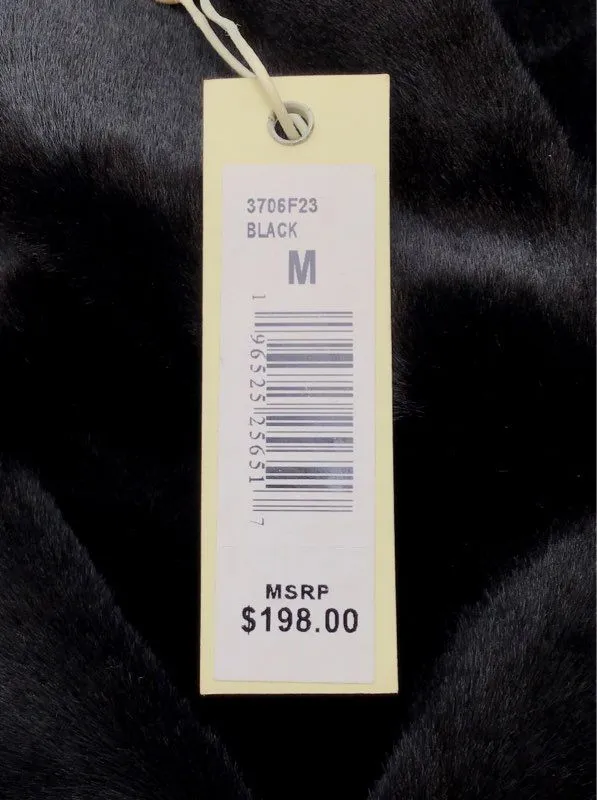 3706F23
BLACK
M
1 96525 25651 7
MSRP
$198.00